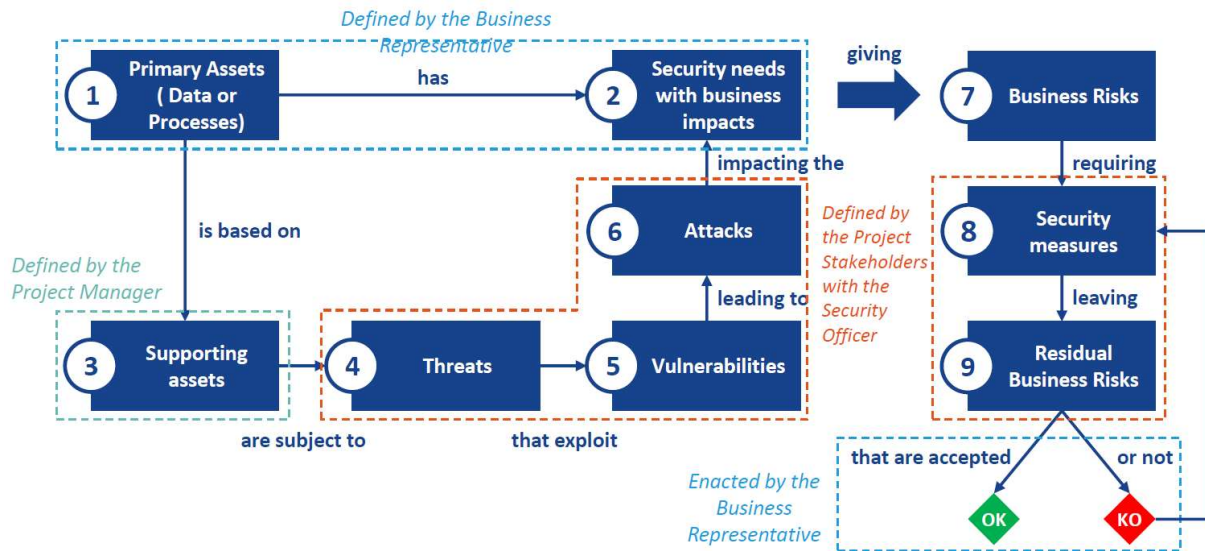 Defined by the Business
Representative
1
Primary Assets
( Data or
Processes)
has
2
Security needs
with business
impacts
giving
7
Business Risks
impacting the
requiring
is based on
6
Attacks
Defined by
the Project
Stakeholders
with the
Security
Officer
8
Security
measures
Defined by the
Project Manager
leading to
leaving
3
Supporting
assets
4
Threats
5
Vulnerabilities
9
Residual
Business Risks
are subject to
that exploit
that are accepted
or not
Enacted by the
Business
Representative
OK
KO